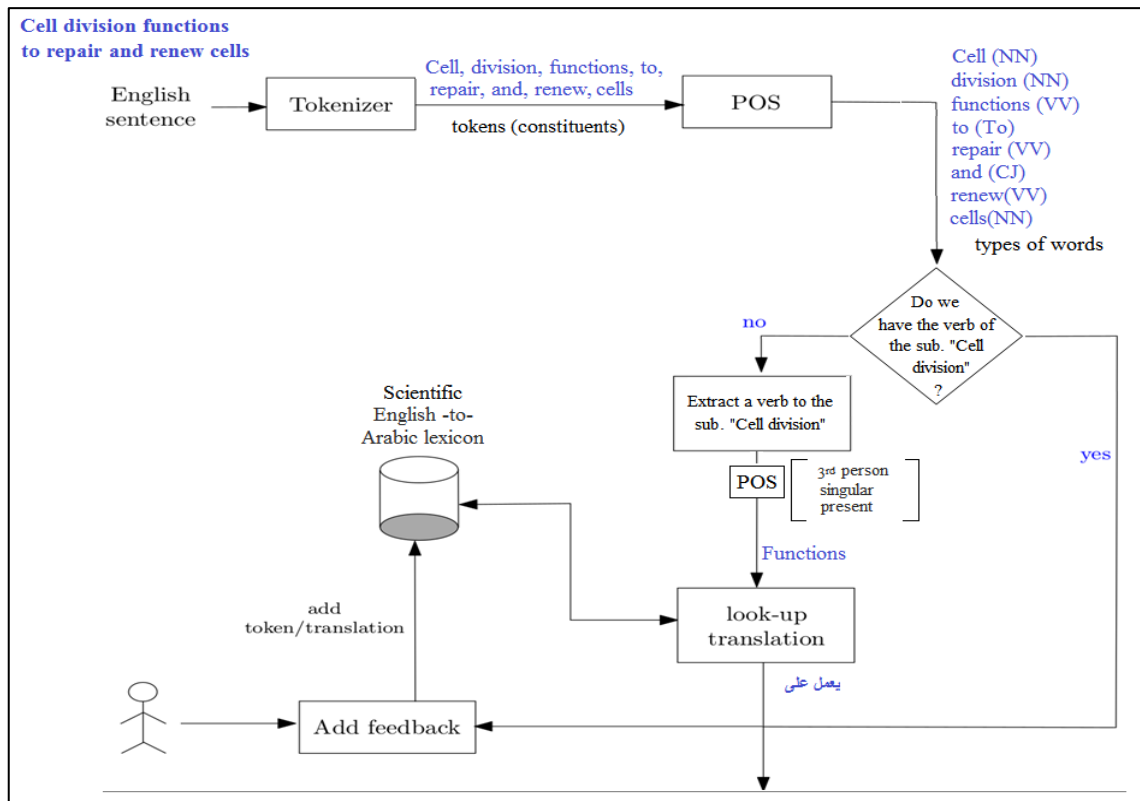 Cell division functions
to repair and renew cells
English
sentence
Tokenizer
Cell, division, functions, to,
repair, and, renew, cells
tokens (constituents)
POS
Cell (NN)
division (NN)
functions (VV)
to (To)
repair (VV)
and (CJ)
renew(VV)
cells(NN)
types of words
Do we
have the verb of
the sub. "Cell
division"
?
no
yes
Extract a verb to the
sub. "Cell division"
POS
3rd person
singular
present
Functions
Scientific
English -to-
Arabic lexicon
look-up
translation
add
token/translation
يعمل على
Add feedback